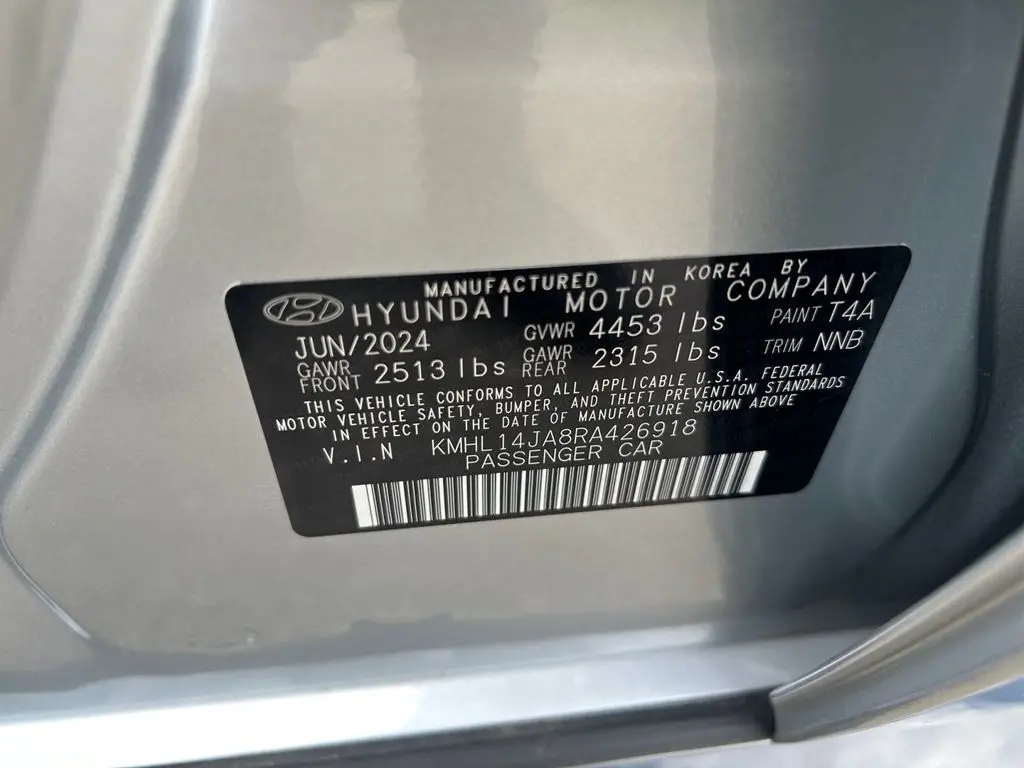 MANUFACTURED IN KOREA BY
HYUNDAI MOTOR COMPANY
JUN/2024 GVWR 4453 lbs PAINT T4A
GAWR FRONT 2513 lbs GAWR REAR 2315 lbs TRIM NNB
THIS VEHICLE CONFORMS TO ALL APPLICABLE U.S.A. FEDERAL
MOTOR VEHICLE SAFETY, BUMPER, AND THEFT PREVENTION STANDARDS
IN EFFECT ON THE DATE OF MANUFACTURE SHOWN ABOVE
V.I.N KMHL14JA8RA426918
PASSENGER CAR